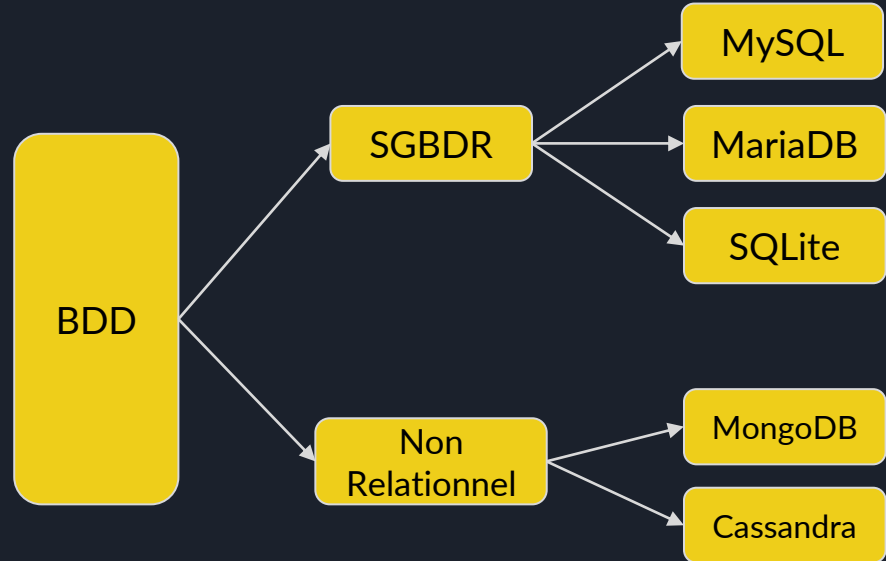 BDD
SGBDR
MySQL
MariaDB
SQLite
Non
Relationnel
MongoDB
Cassandra